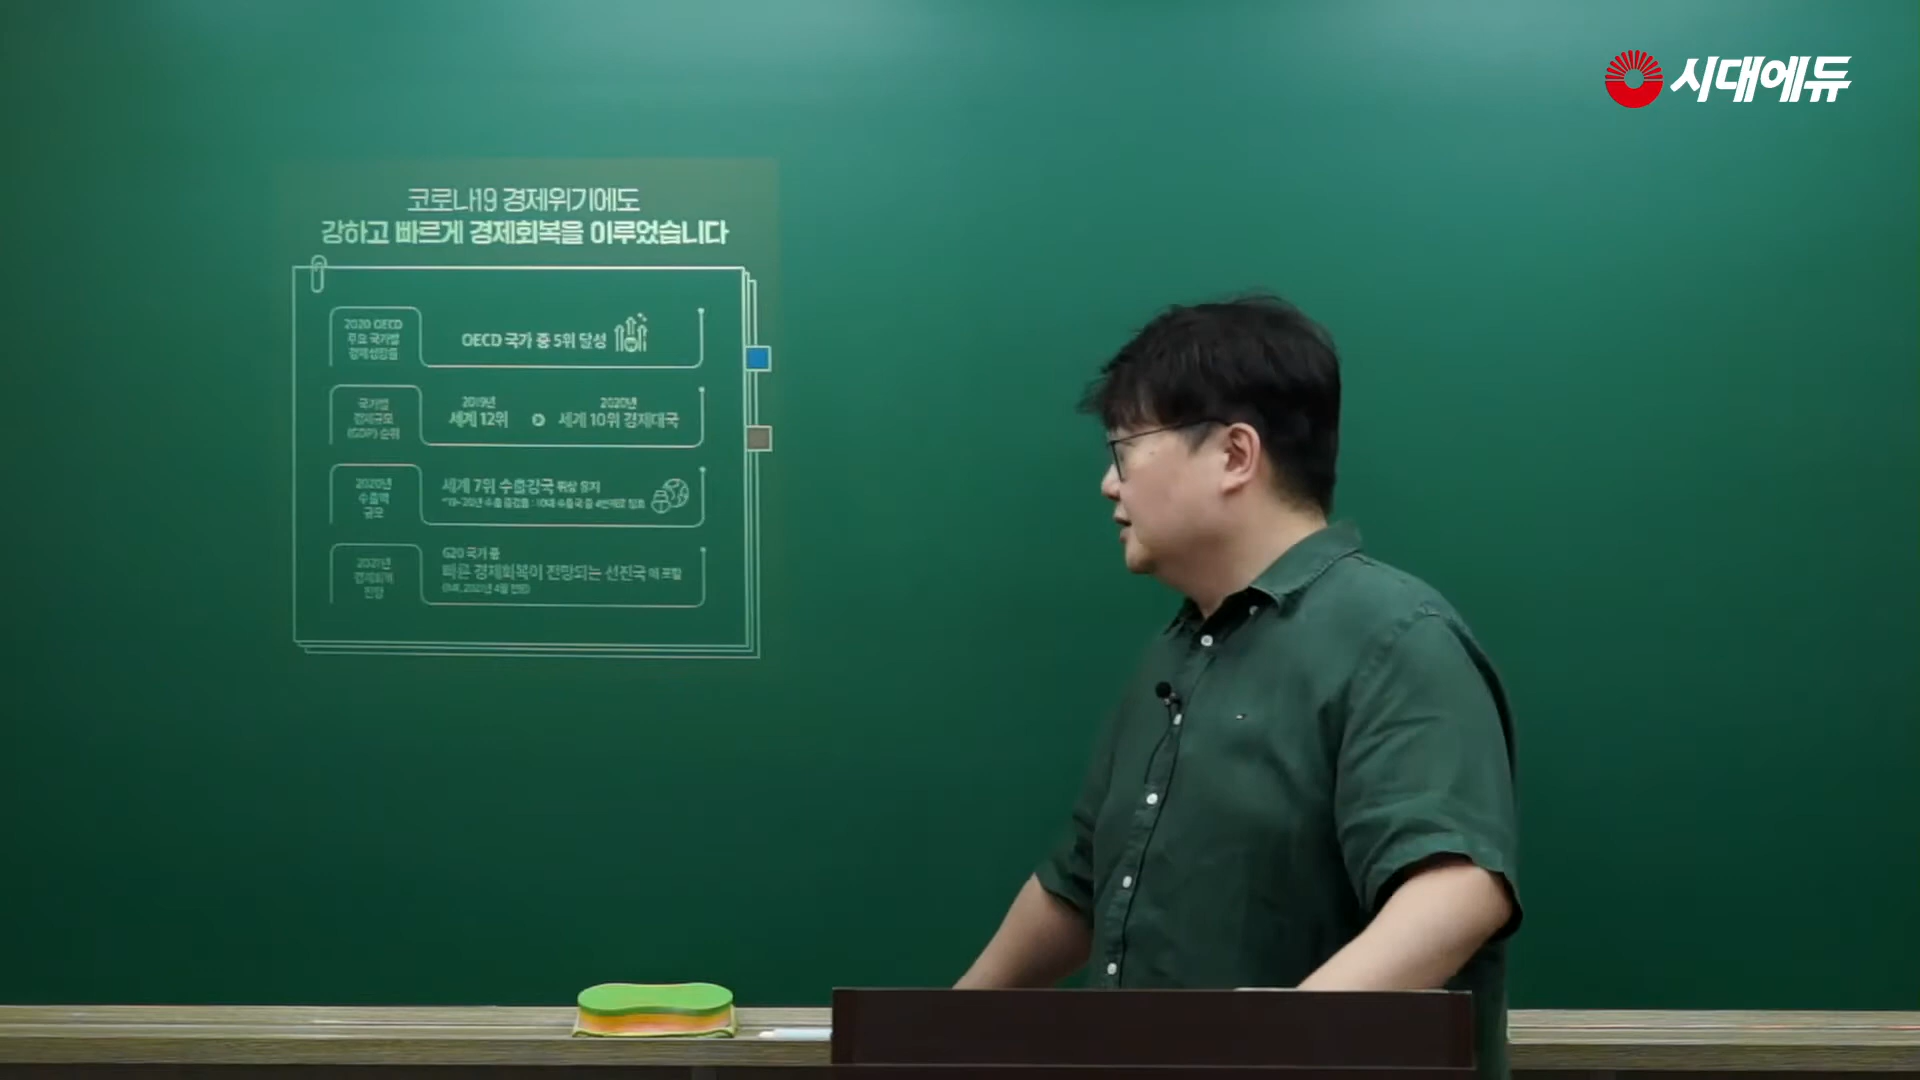 시대에듀
코로나19 경제위기에도
강하고 빠르게 경제회복을 이루었습니다
2020 OECD
주요 국가별
경제성장률
OECD 국가 중 5위 달성
국가별
경제규모
(GDP) 순위
2019년
세계 12위
2020년
세계 10위 경제대국
2020년
수출액
규모
세계 7위 수출강국 위상 유지
2021년
경제회복
전망
G20 국가 중
빠른 경제회복이 전망되는 선진국에 포함